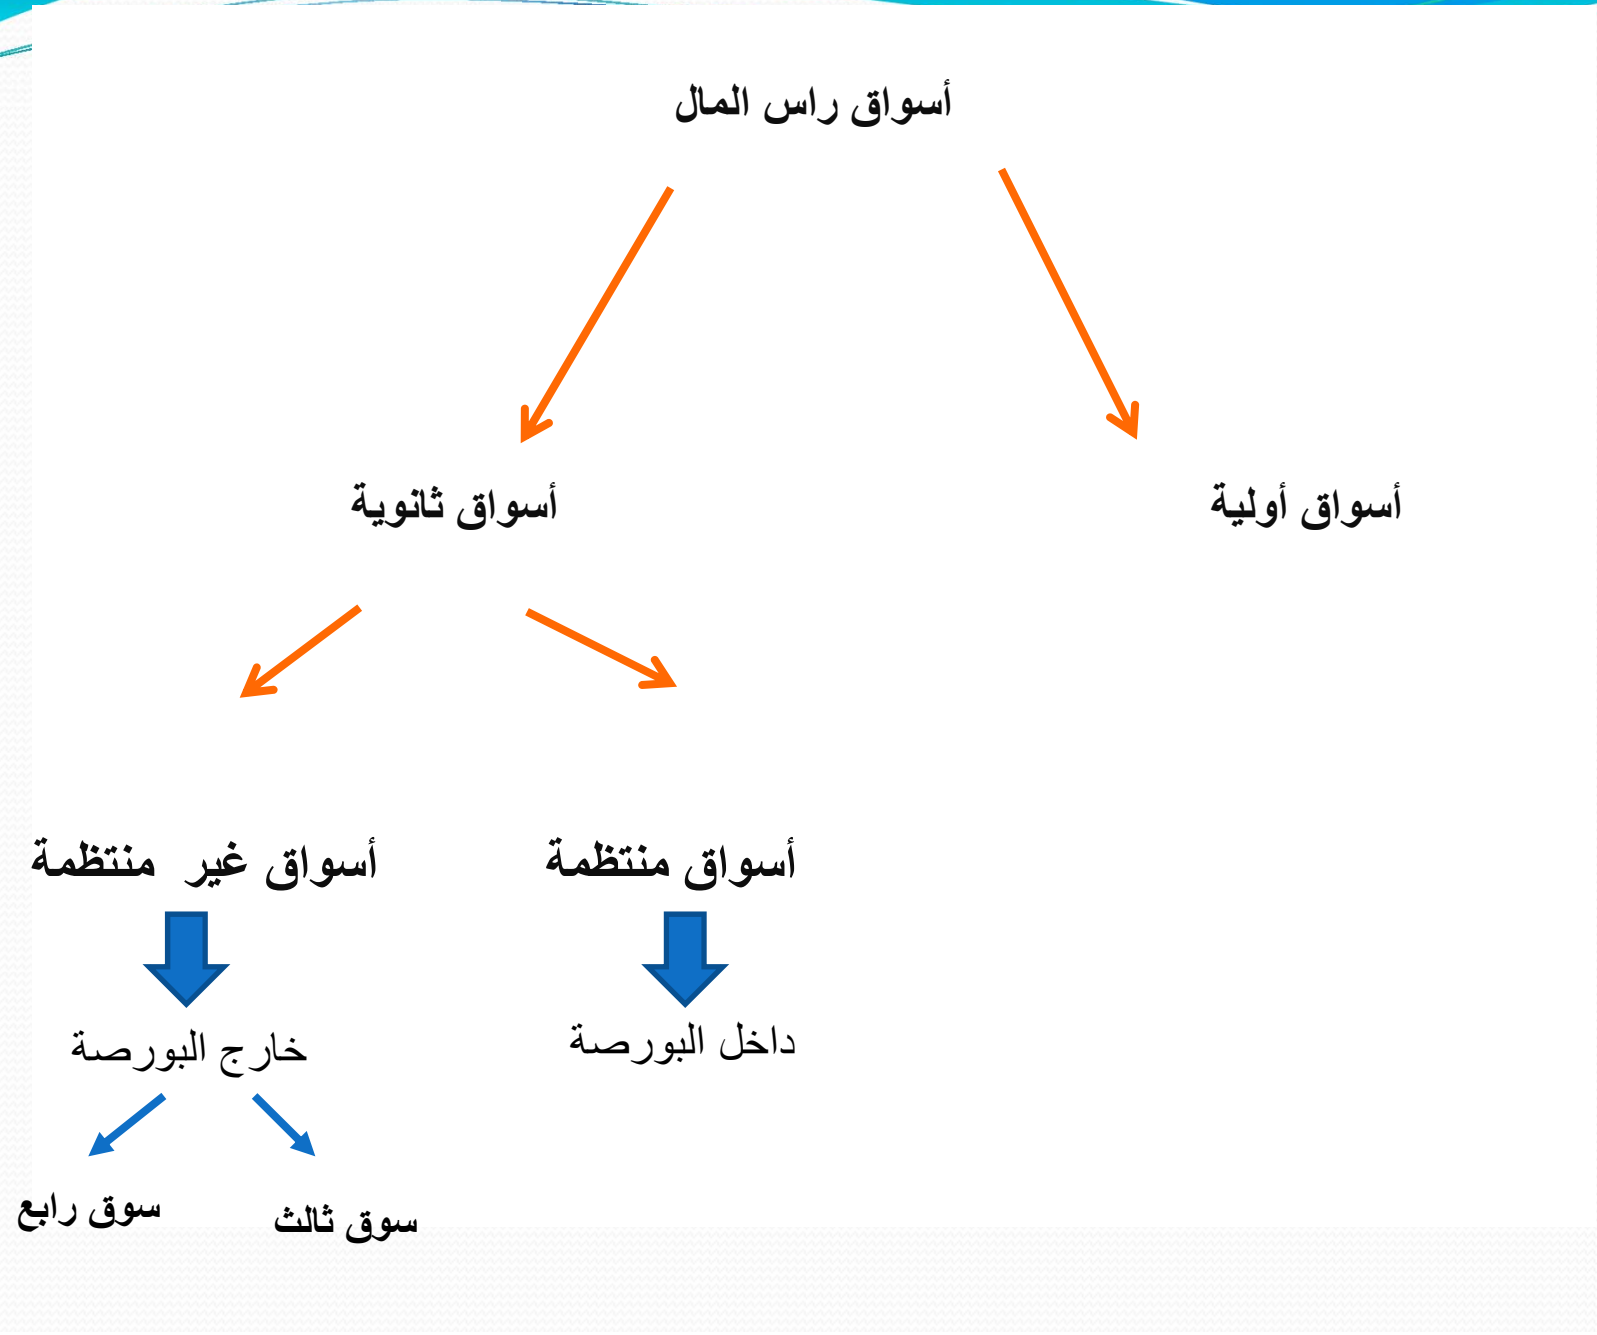 أسواق راس المال
أسواق أولية
أسواق ثانوية
أسواق منتظمة
أسواق غير منتظمة
داخل البورصة
خارج البورصة
سوق ثالث
سوق رابع